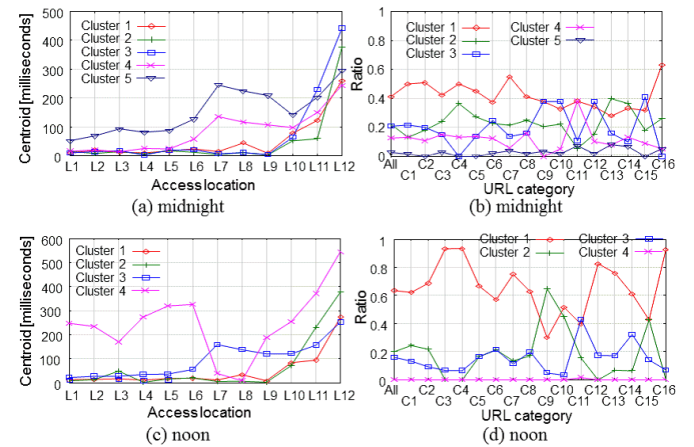 500
400
300
200
100
0
Centroid [milliseconds]
Cluster 1
Cluster 2
Cluster 3
Cluster 4
Cluster 5
L1 L2 L3 L4 L5 L6 L7 L8 L9 L10 L11 L12
Access location
(a) midnight
1
0.8
0.6
0.4
0.2
0
Ratio
Cluster 1
Cluster 2
Cluster 3
Cluster 4
Cluster 5
All C2 C4 C6 C8 C10 C12 C14 C16
C1 C3 C5 C7 C9 C11 C13 C15
URL category
(b) midnight
600
500
400
300
200
100
0
Centroid [milliseconds]
Cluster 1
Cluster 2
Cluster 3
Cluster 4
L1 L2 L3 L4 L5 L6 L7 L8 L9 L10 L11 L12
Access location
(c) noon
1
0.8
0.6
0.4
0.2
0
Ratio
Cluster 1
Cluster 2
Cluster 3
Cluster 4
All C2 C4 C6 C8 C10 C12 C14 C16
C1 C3 C5 C7 C9 C11 C13 C15
URL category
(d) noon